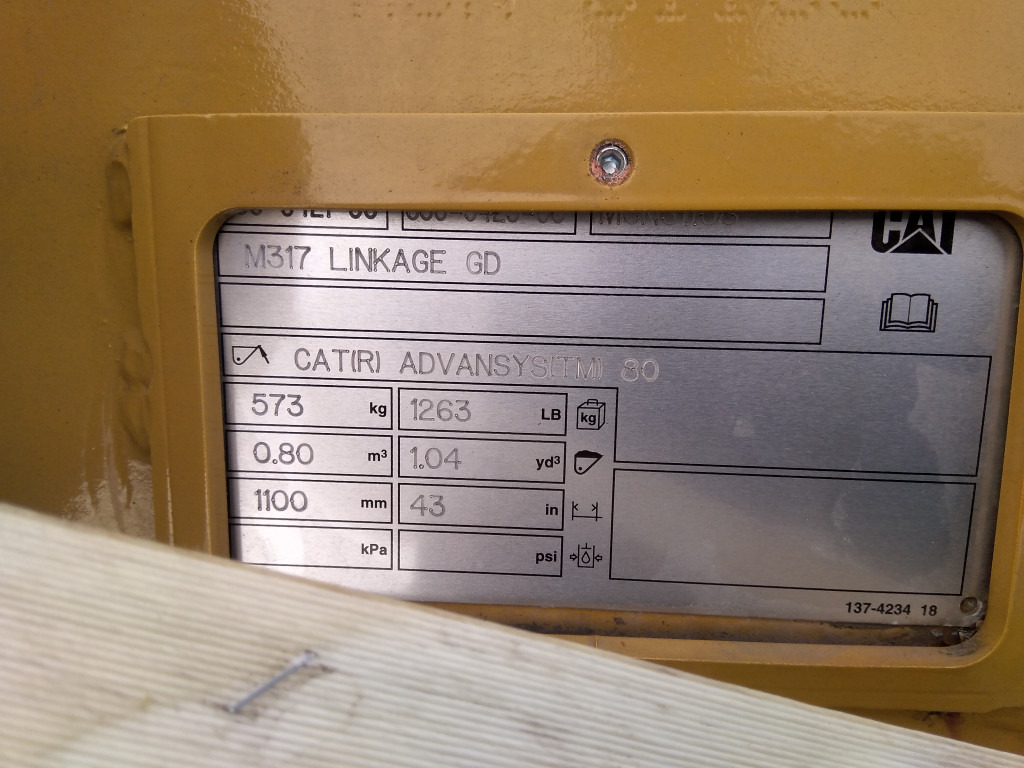 CAT
M317 LINKAGE GD
CAT(R) ADVANSYS(TM) 80
573 kg 1263 LB kg
0.80 m³ 1.04 yd³
1100 mm 43 in
kPa psi
137-4234 18